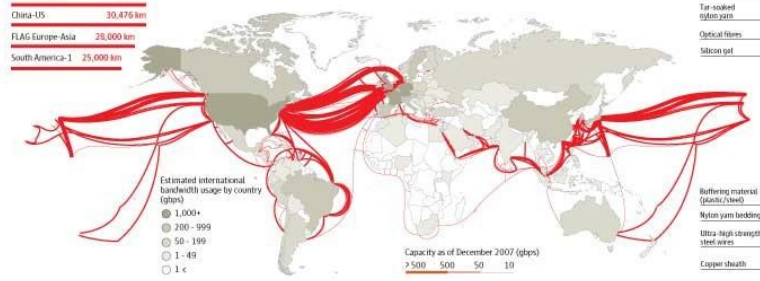 China-US 30,476 km
FLAG Europe-Asia 28,000 km
South America-1 25,000 km
Tar-soaked
nylon yarn
Optical fibres
Silicon gel
Estimated international
bandwidth usage by country
(gbps)
1,000+
200 - 999
50 - 199
1 - 49
1 <
Capacity as of December 2007 (gbps)
>500 500 50 10
Buffering material
(plastic/steel)
Nylon yarn bedding
Ultra-high strength
steel wires
Copper sheath